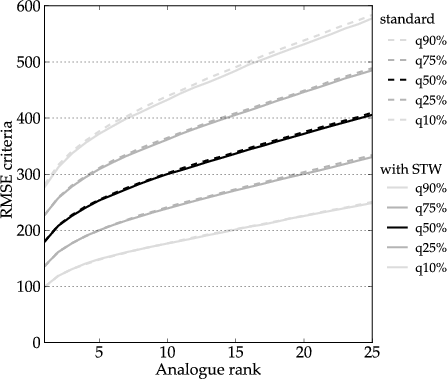 600
500
400
300
200
100
0
RMSE criteria
5
10
15
20
25
Analogue rank
standard
q90%
q75%
q50%
q25%
q10%
with STW
q90%
q75%
q50%
q25%
q10%